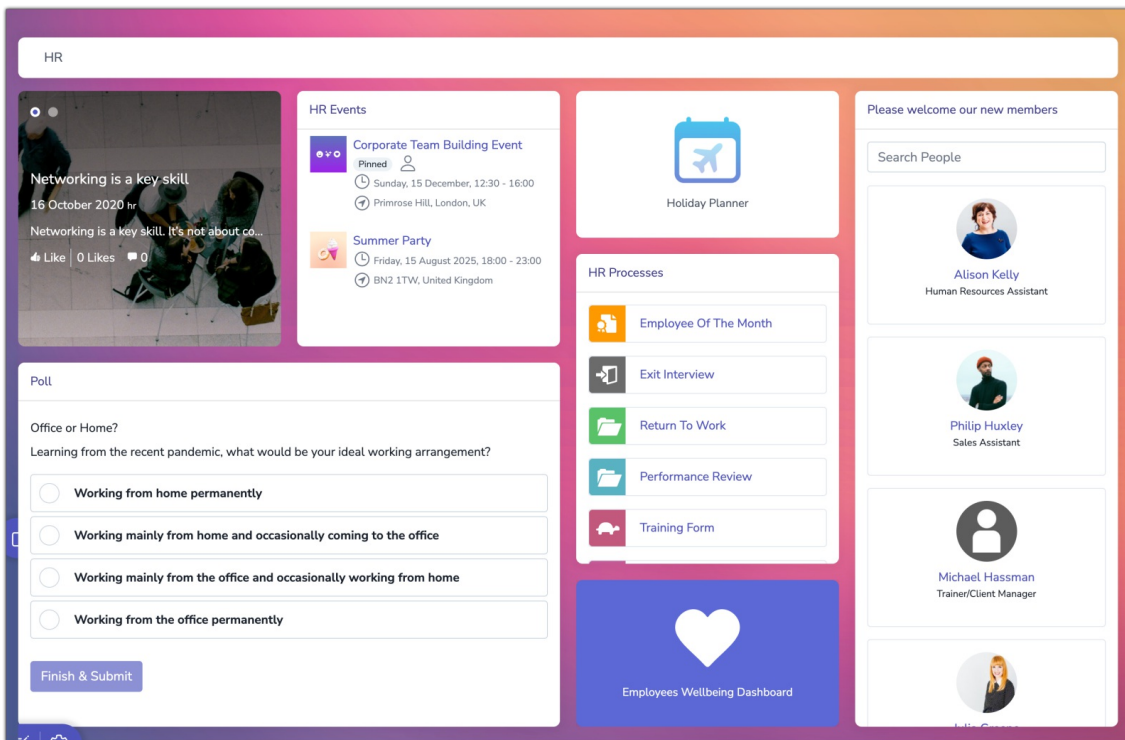 HR
Networking is a key skill
16 October 2020 hr
Networking is a key skill. It's not about co...
Like 0 Likes 0
HR Events
Corporate Team Building Event
Pinned
Sunday, 15 December, 12:30 - 16:00
Primrose Hill, London, UK
Summer Party
Friday, 15 August 2025, 18:00 - 23:00
BN2 1TW, United Kingdom
Poll
Office or Home?
Learning from the recent pandemic, what would be your ideal working arrangement?
Working from home permanently
Working mainly from home and occasionally coming to the office
Working mainly from the office and occasionally working from home
Working from the office permanently
Finish & Submit
Holiday Planner
HR Processes
Employee Of The Month
Exit Interview
Return To Work
Performance Review
Training Form
Employees Wellbeing Dashboard
Please welcome our new members
Search People
Alison Kelly
Human Resources Assistant
Philip Huxley
Sales Assistant
Michael Hassman
Trainer/Client Manager